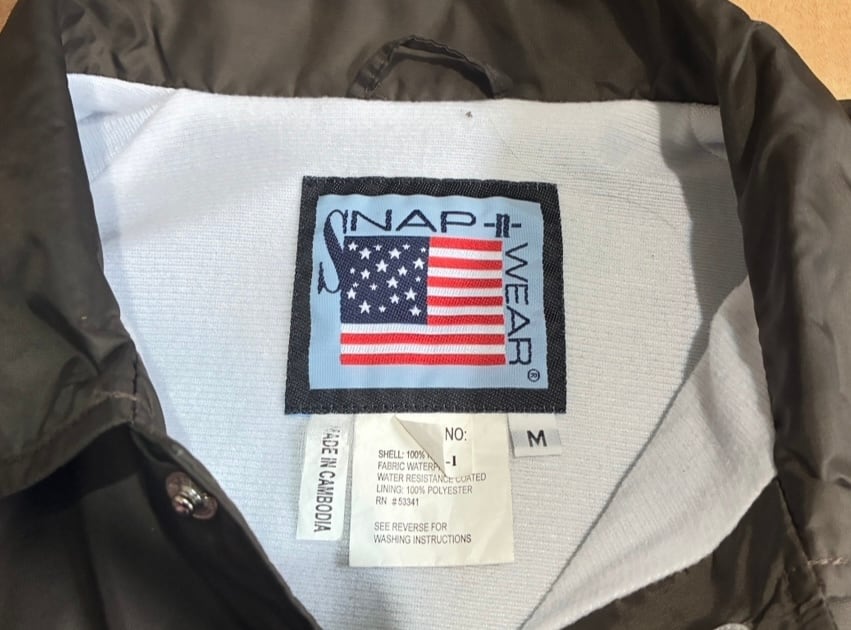 SNAP-N-
WEAR®
M
MADE IN CAMBODIA
NO:
-1
SHELL: 100%
FABRIC
WATER RESISTANCE COATED
LINING: 100% POLYESTER
RN #53341
SEE REVERSE FOR
WASHING INSTRUCTIONS